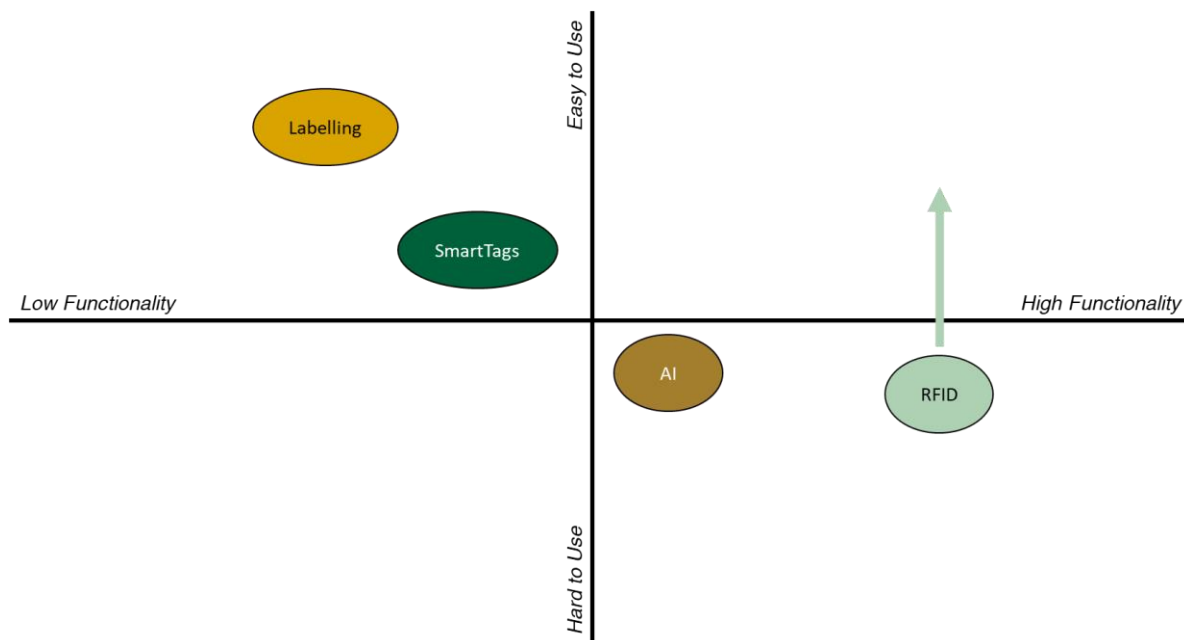 Easy to Use
Labelling
SmartTags
Low Functionality
High Functionality
AI
RFID
Hard to Use